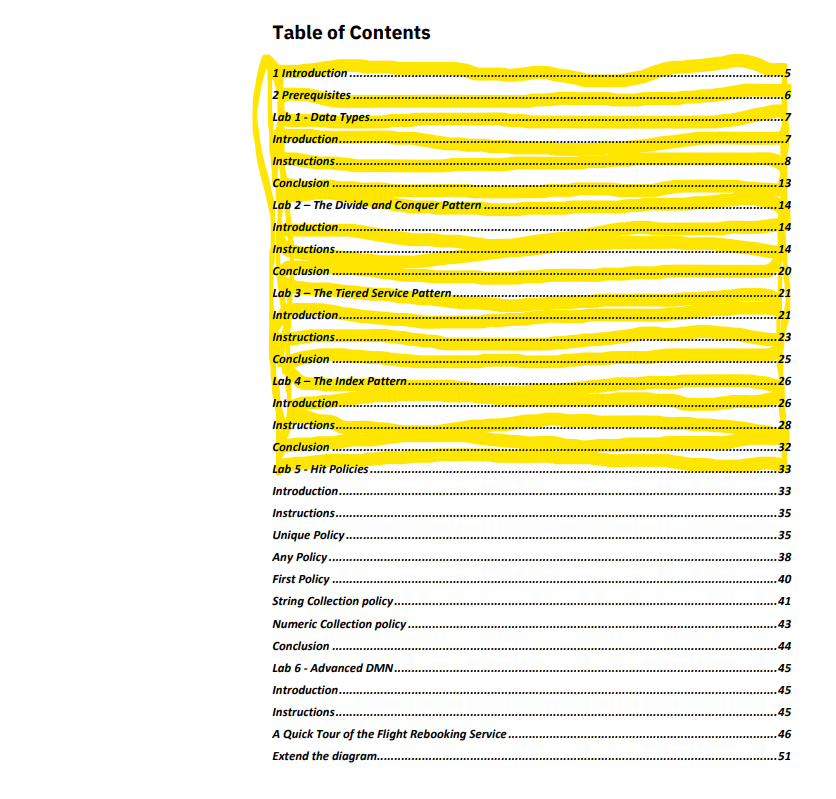 Table of Contents
1 Introduction.....5
2 Prerequisites.....6
Lab 1 - Data Types.....7
Introduction.....7
Instructions.....8
Conclusion.....13
Lab 2 – The Divide and Conquer Pattern.....14
Introduction.....14
Instructions.....14
Conclusion.....20
Lab 3 – The Tiered Service Pattern.....21
Introduction.....21
Instructions.....23
Conclusion.....25
Lab 4 – The Index Pattern.....26
Introduction.....26
Instructions.....28
Conclusion.....32
Lab 5 - Hit Policies.....33
Introduction.....33
Instructions.....35
Unique Policy.....35
Any Policy.....38
First Policy.....40
String Collection policy.....41
Numeric Collection policy.....43
Conclusion.....44
Lab 6 - Advanced DMN.....45
Introduction.....45
Instructions.....45
A Quick Tour of the Flight Rebooking Service.....46
Extend the diagram.....51